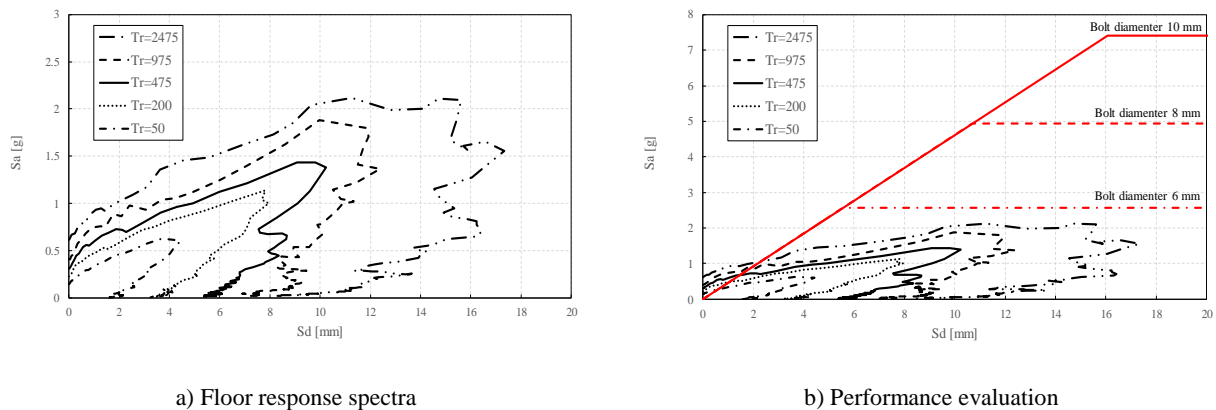 Tr=2475
Tr=975
Tr=475
Tr=200
Tr=50
3
2.5
2
1.5
1
0.5
0
Sa [g]
0 2 4 6 8 10 12 14 16 18 20
Sd [mm]
a) Floor response spectra
Tr=2475
Tr=975
Tr=475
Tr=200
Tr=50
Bolt diamenter 10 mm
Bolt diamenter 8 mm
Bolt diamenter 6 mm
8
7
6
5
4
3
2
1
0
Sa [g]
0 2 4 6 8 10 12 14 16 18 20
Sd [mm]
b) Performance evaluation